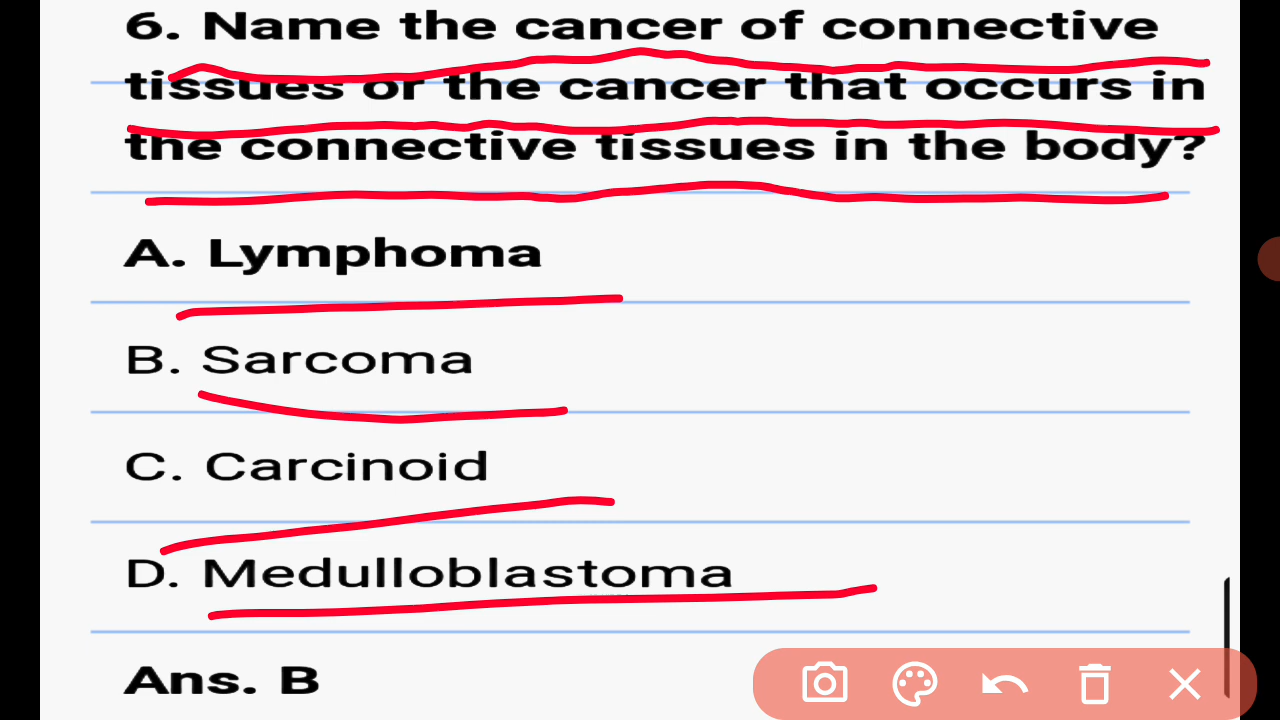 6. Name the cancer of connective
tissues or the cancer that occurs in
the connective tissues in the body?
A. Lymphoma
B. Sarcoma
C. Carcinoid
D. Medulloblastoma
Ans. B